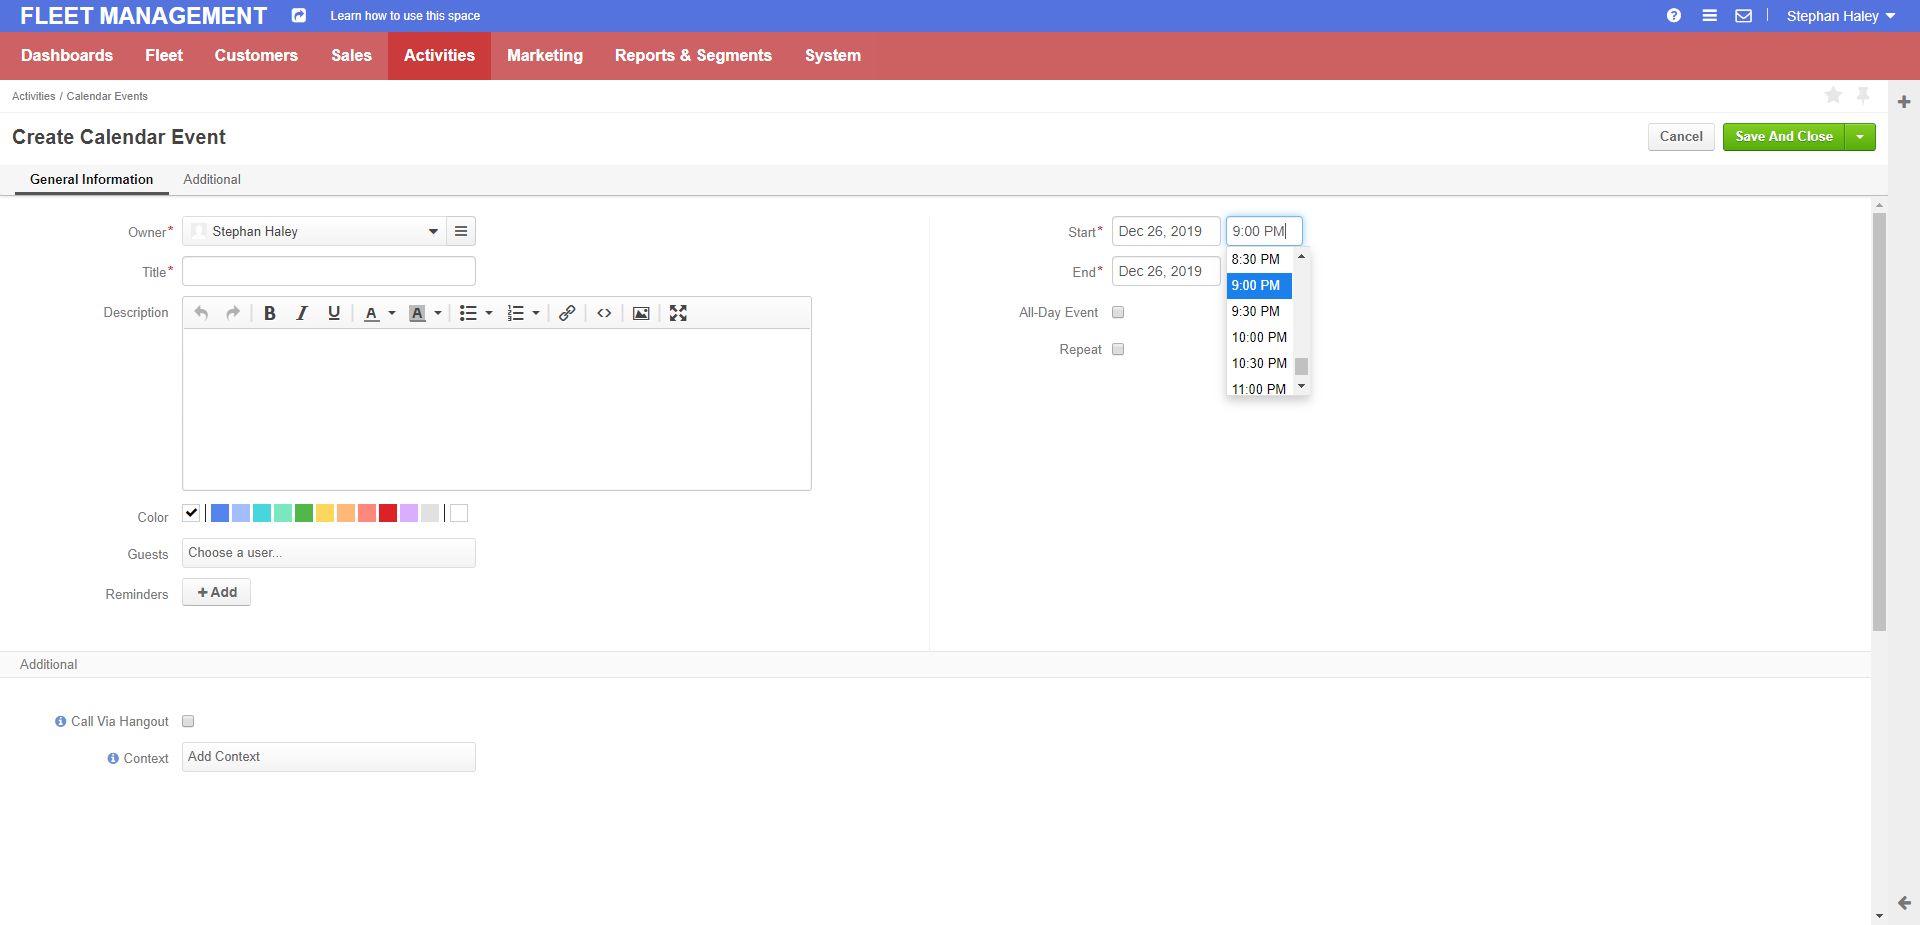 FLEET MANAGEMENT Learn how to use this space Stephan Haley
Dashboards Fleet Customers Sales Activities Marketing Reports & Segments System
Activities / Calendar Events
Create Calendar Event Cancel Save And Close
General Information Additional
Owner* Stephan Haley Start* Dec 26, 2019 9:00 PM
Title* End* Dec 26, 2019
8:30 PM
9:00 PM
9:30 PM
10:00 PM
10:30 PM
11:00 PM
Description B I U A A All-Day Event
Repeat
Color
Guests Choose a user...
Reminders + Add
Additional
Call Via Hangout
Context Add Context